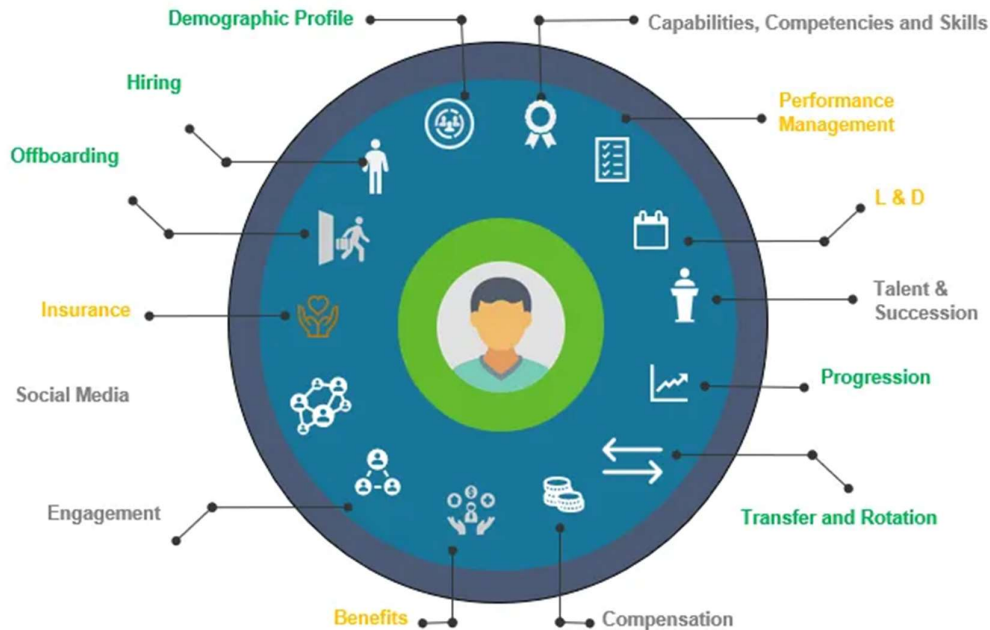 Demographic Profile
Capabilities, Competencies and Skills
Hiring
Performance
Management
Offboarding
L & D
Talent &
Succession
Insurance
Progression
Social Media
Engagement
Transfer and Rotation
Benefits
Compensation